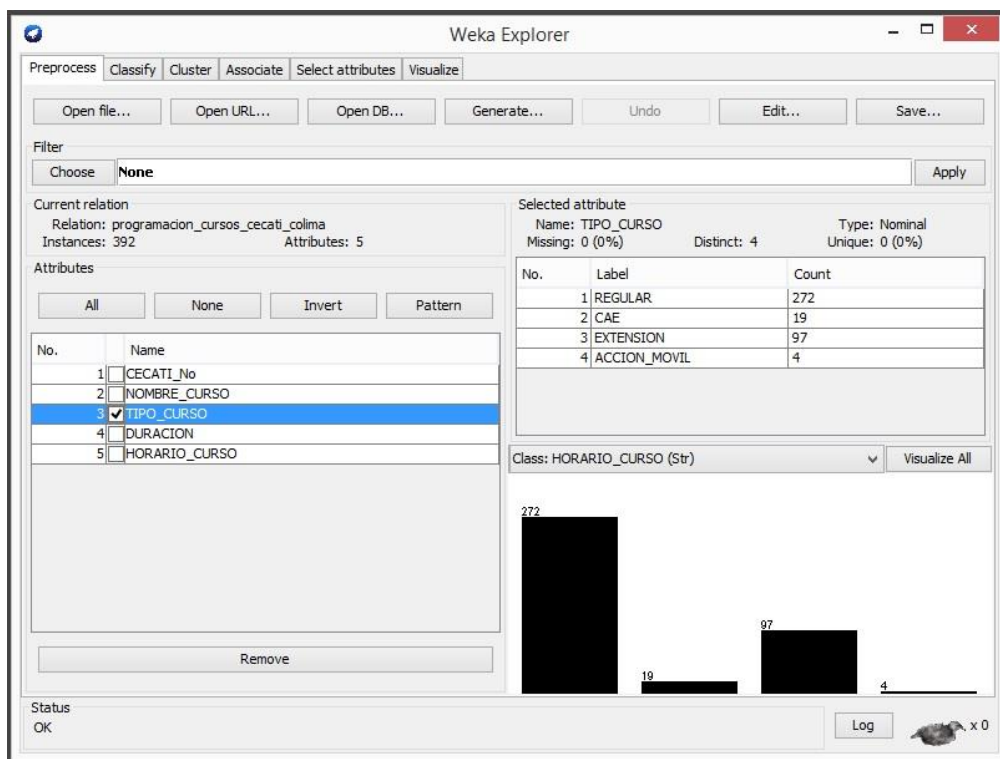 Weka Explorer
Preprocess Classify Cluster Associate Select attributes Visualize
Open file... Open URL... Open DB... Generate... Undo Edit... Save...
Filter
Choose None Apply
Current relation
Relation: programacion_cursos_cecati_colima
Instances: 392 Attributes: 5
Attributes
All None Invert Pattern
No. Name
1 CECATI_No
2 NOMBRE_CURSO
3 TIPO_CURSO
4 DURACION
5 HORARIO_CURSO
Remove
Selected attribute
Name: TIPO_CURSO Type: Nominal
Missing: 0 (0%) Distinct: 4 Unique: 0 (0%)
No. Label Count
1 REGULAR 272
2 CAE 19
3 EXTENSION 97
4 ACCION_MOVIL 4
Class: HORARIO_CURSO (Str) Visualize All
272
19
97
4
Status
OK
Log x 0